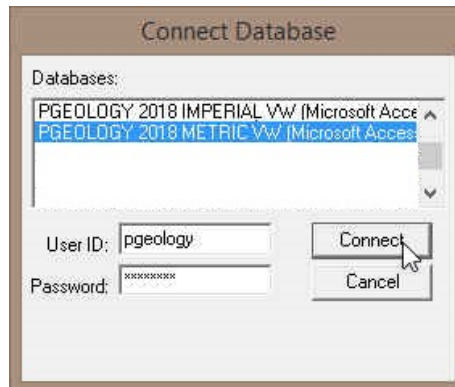 Connect Database
Databases:
PGEOLOGY 2018 IMPERIAL VW (Microsoft Acce
PGEOLOGY 2018 METRIC VW (Microsoft Acces
User ID: pgeology Connect
Password: ******** Cancel